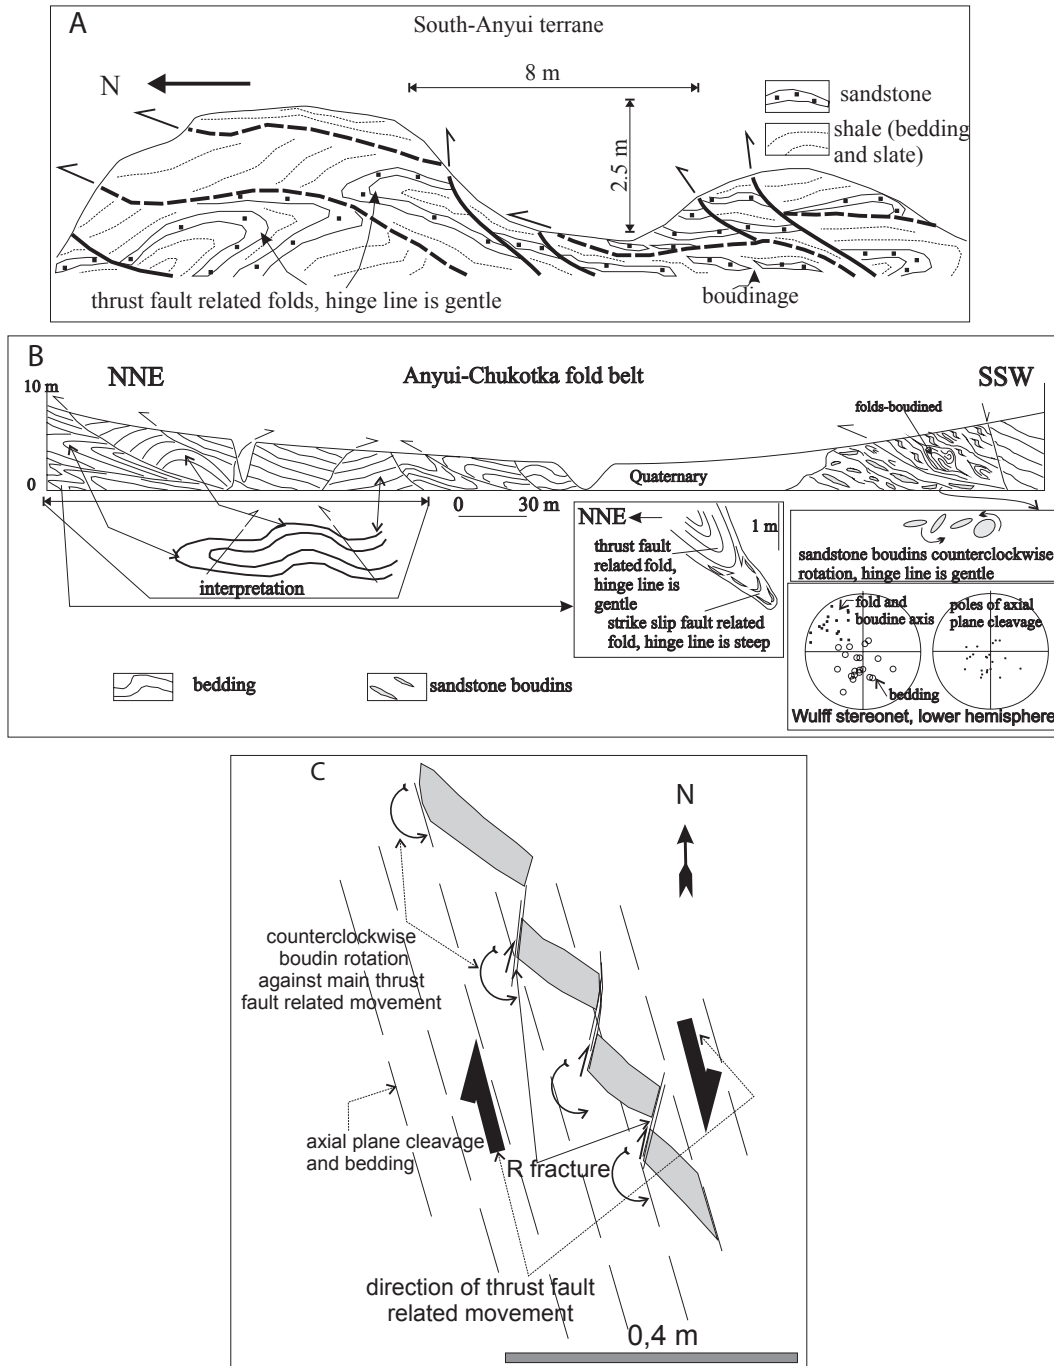 A
South-Anyui terrane
N
8 m
2.5 m
sandstone
shale (bedding
and slate)
thrust fault related folds, hinge line is gentle
boudinage
B
NNE
Anyui-Chukotka fold belt
SSW
10 m
0
folds-boudined
Quaternary
0 30 m
interpretation
NNE
1 m
thrust fault
related fold,
hinge line is
gentle
strike slip fault related
fold, hinge line is steep
sandstone boudins counterclockwise
rotation, hinge line is gentle
fold and
boudine axis
bedding
poles of axial
plane cleavage
Wulff stereonet, lower hemisphere
bedding
sandstone boudins
C
N
counterclockwise
boudin rotation
against main thrust
fault related movement
axial plane cleavage
and bedding
R fracture
direction of thrust fault
related movement
0,4 m